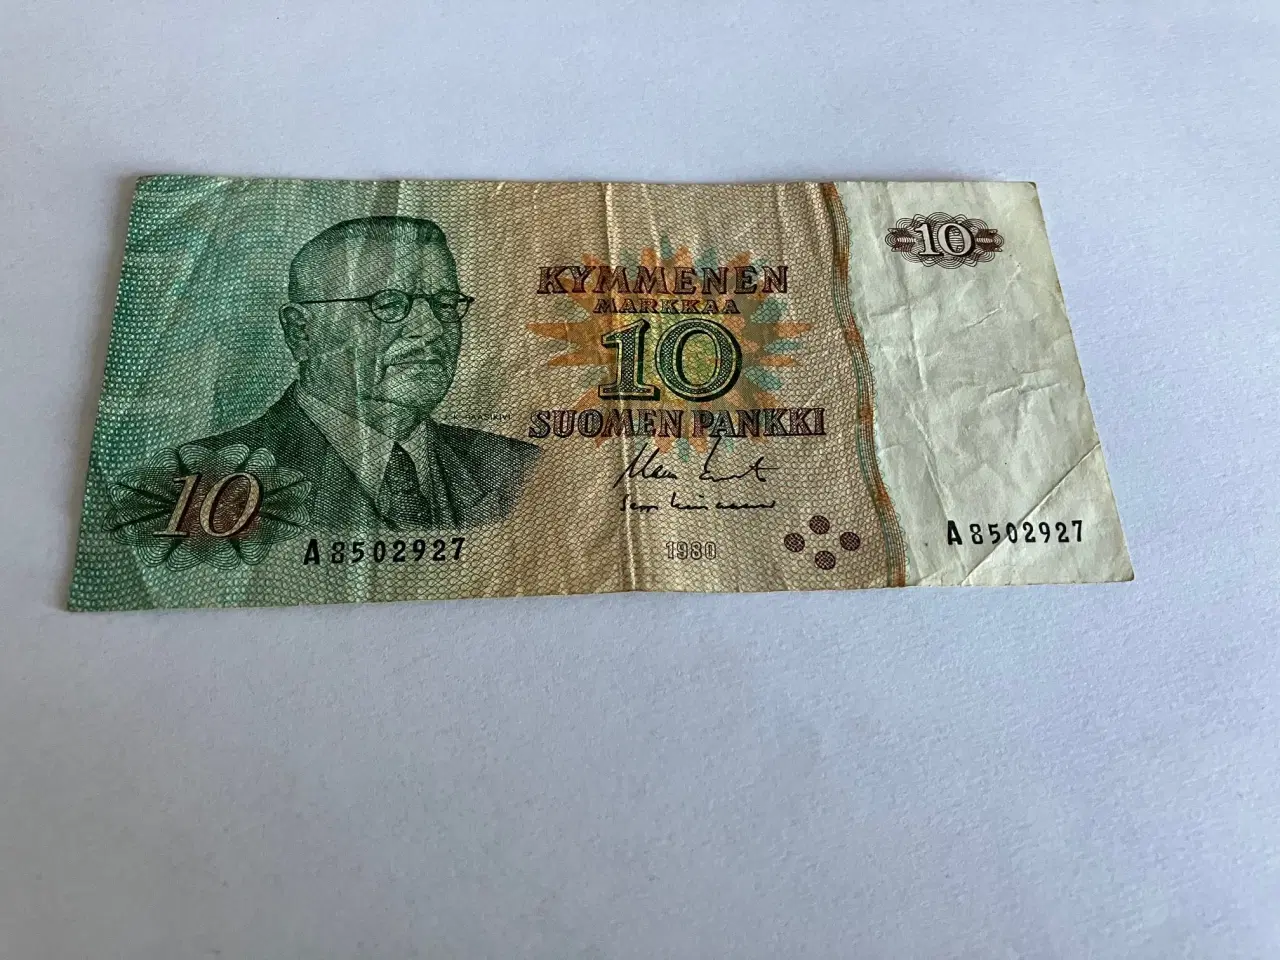 KYMMENEN
MARKKAA
10
SUOMEN PANKKI
10
A8502927
1980
10
A8502927